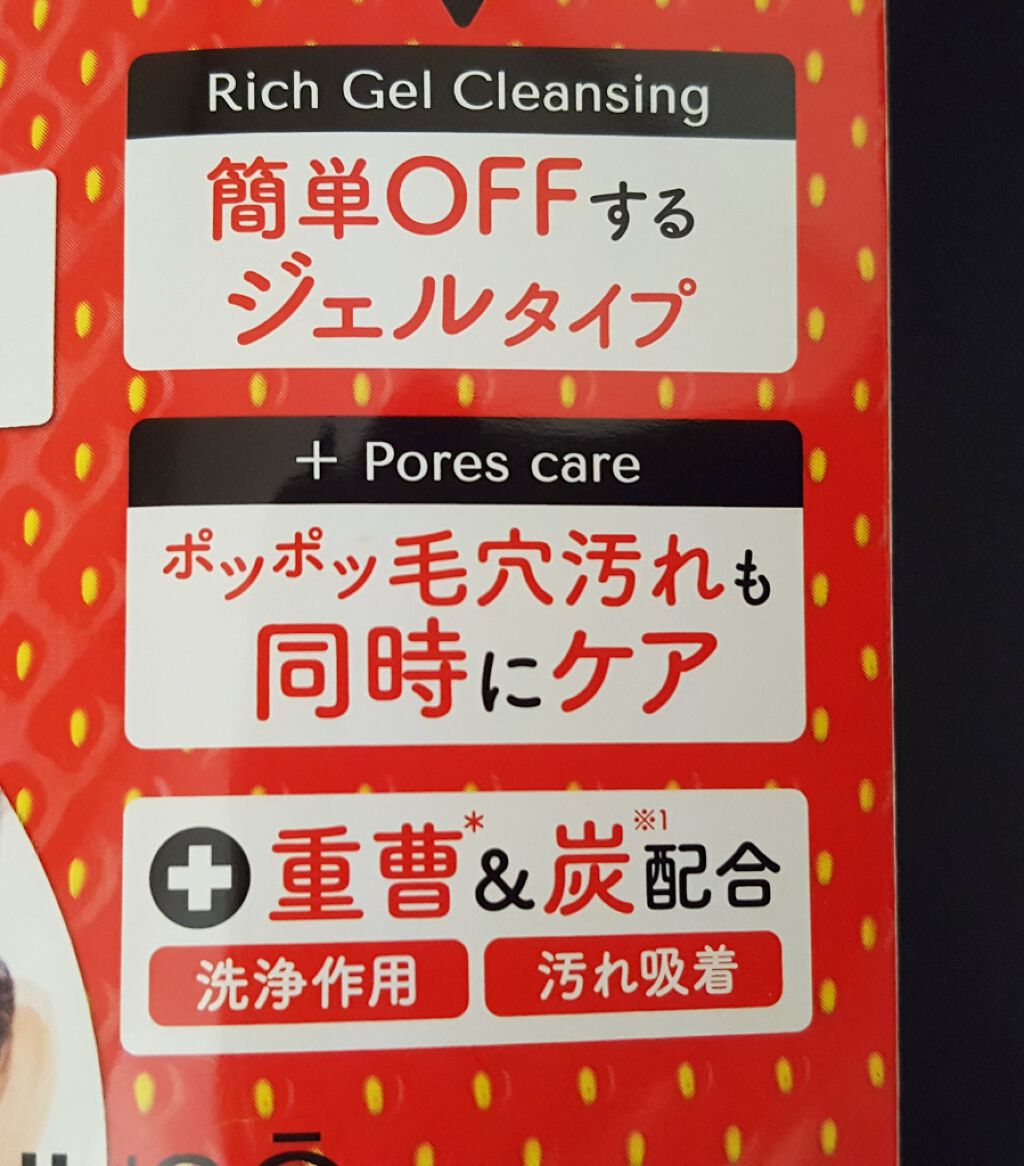 Rich Gel Cleansing
簡単OFFする
ジェルタイプ
+ Pores care
ポッポッ毛穴汚れも
同時にケア
重曹*&炭※1配合
洗浄作用 汚れ吸着